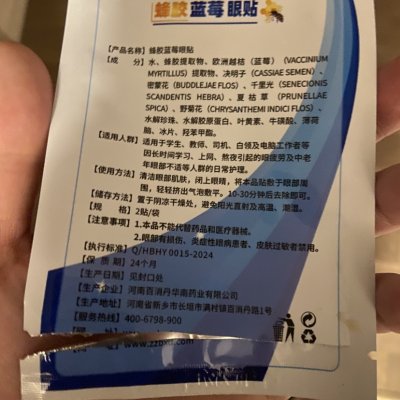 蜂胶蓝莓眼贴
【产品名称】蜂胶蓝莓眼贴
【成 分】水、蜂胶提取物、欧洲越桔（蓝莓）（VACCINIUM
MYRTILLUS）提取物、决明子（CASSIAE SEMEN）、
密蒙花（BUDDLEJAE FLOS）、千里光（SENECIONIS
SCANDENTIS HEBRA）、夏枯草（PRUNELLAE
SPICA）、野菊花（CHRYSANTHEMI INDICI FLOS）、
水解珍珠、水解胶原蛋白、叶黄素、牛磺酸、薄荷
脑、冰片、羟苯甲酯。
【适用人群】适用于学生、教师、司机、白领及电脑工作者等
因长时间学习、上网、熬夜引起的眼疲劳及中老
年眼部不适等人群的日常护理。
【使用方法】清洁眼部肌肤，闭上眼睛，将本品贴敷于眼部周
围，轻轻挤出气泡敷平。10-30分钟后去除即可。
【储存方法】置于阴凉干燥处，避免阳光直射及高温、潮湿。
【规 格】2贴/袋
【注意事项】1.本品不能代替药品和医疗器械。
2.眼部有损伤、炎症性眼病患者、皮肤过敏者禁用。
【执行标准】Q/HBHY 0015-2024
【保 质 期】24个月
【生产日期】见封口处
【生产企业】河南百消丹华南药业有限公司
【生产地址】河南省新乡市长垣市满村镇百消丹路1号
【服务热线】400-6798-900